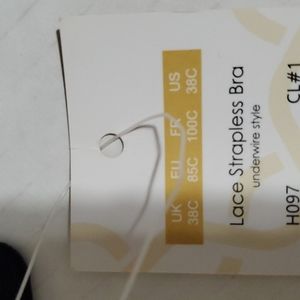 UK EU FR US
38C 85C 100C 38C
Lace Strapless Bra
underwire style
H097 CL#1